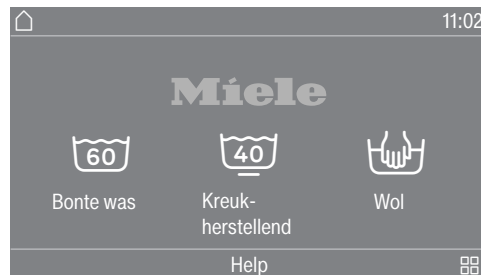 11:02
Miele
60
40
Bonte was
Kreuk-
herstellend
Wol
Help